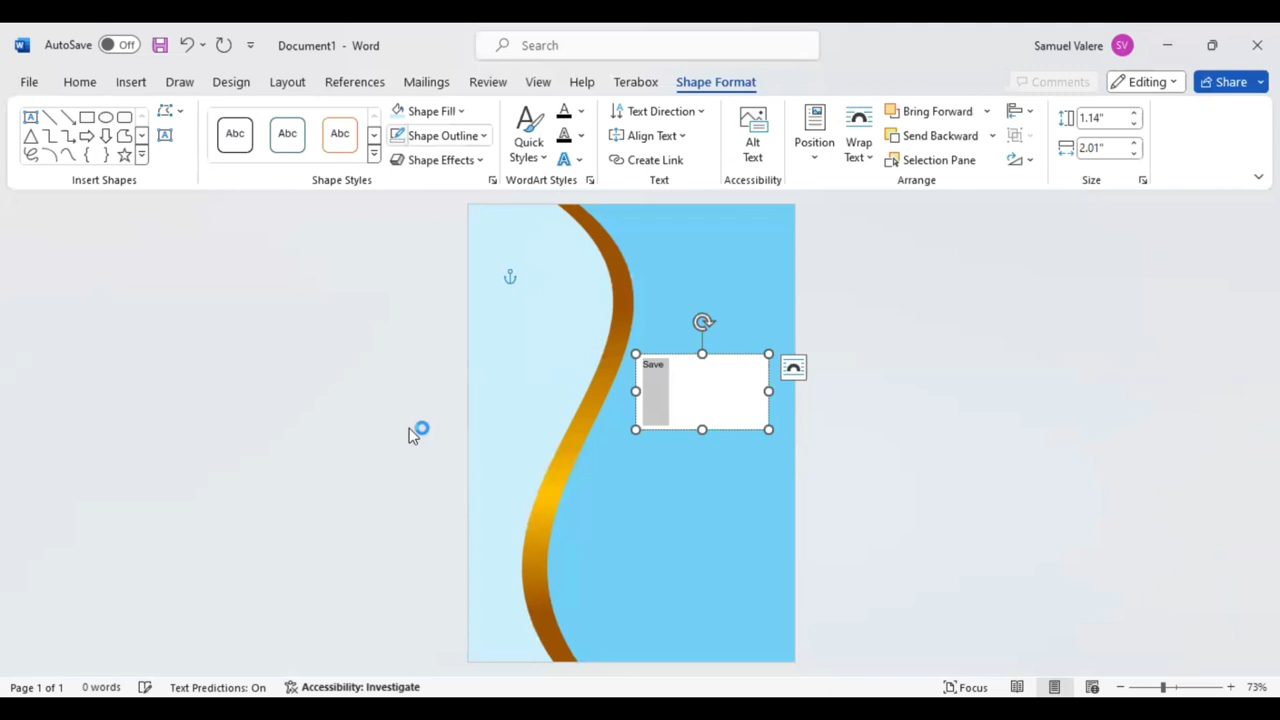 AutoSave Off Document1 - Word Search Samuel Valere SV
File Home Insert Draw Design Layout References Mailings Review View Help Terabox Shape Format Comments Editing Share
Abc Abc Abc
Shape Fill
Shape Outline
Shape Effects
Quick Styles
A
A
A
Text Direction
Align Text
Create Link
Alt Text
Position
Wrap Text
Bring Forward
Send Backward
Selection Pane
1.14"
2.01"
Insert Shapes Shape Styles WordArt Styles Text Accessibility Arrange Size
Save
Page 1 of 1 0 words Text Predictions: On Accessibility: Investigate Focus 73%